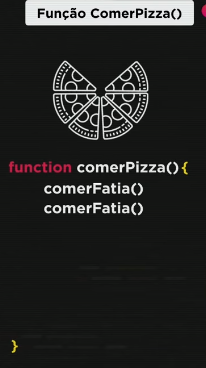 Função ComerPizza()
function comerPizza(){
comerFatia()
comerFatia()
}